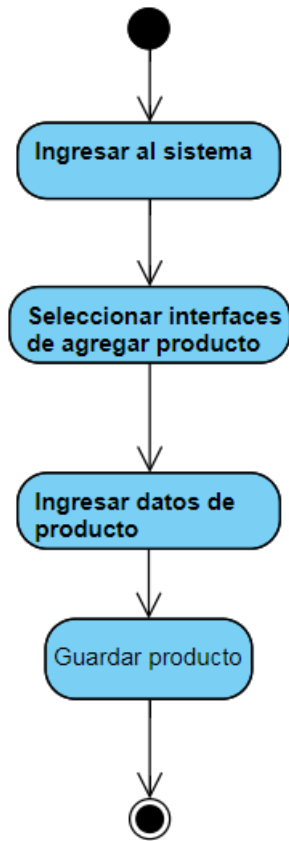 Ingresar al sistema
Seleccionar interfaces
de agregar producto
Ingresar datos de
producto
Guardar producto